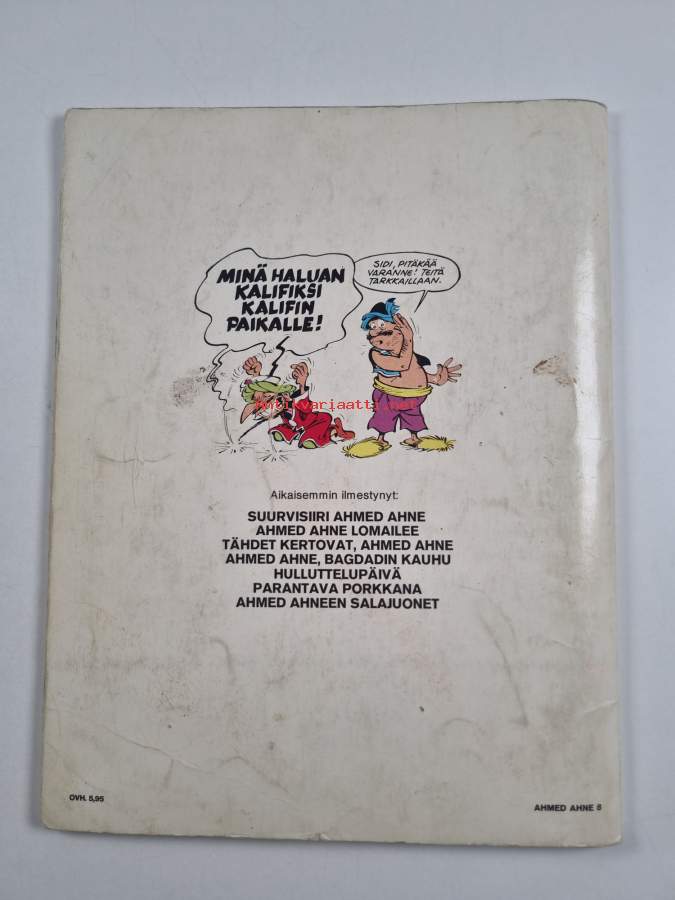 MINÄ HALUAN
KALIFIKSI
KALIFIN
PAIKALLE!
SIDI, PITÄKÄÄ
VARANNE! TEITÄ
TARKKAILLAAN.
Antikvariaatti.net
Aikaisemmin ilmestynyt:
SUURVISIIRI AHMED AHNE
AHMED AHNE LOMAILEE
TÄHDET KERTOVAT, AHMED AHNE
AHMED AHNE, BAGDADIN KAUHU
HULLUTTELUPÄIVÄ
PARANTAVA PORKKANA
AHMED AHNEEN SALAJUONET
OVH. 5,95
AHMED AHNE 8